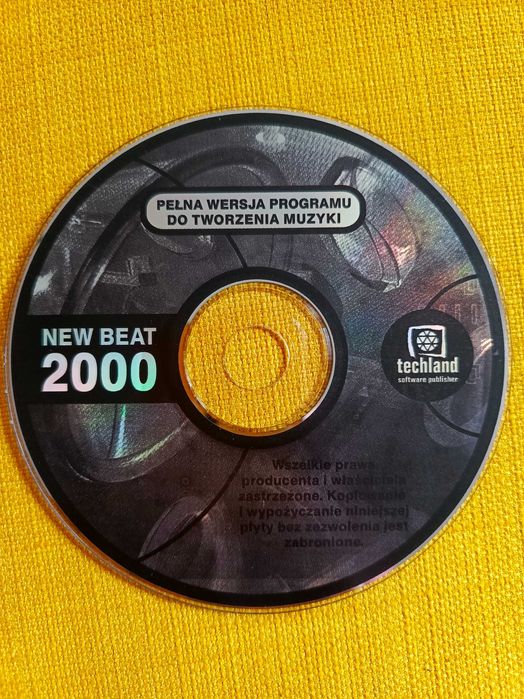 PEŁNA WERSJA PROGRAMU
DO TWORZENIA MUZYKI
NEW BEAT
2000
techland
software publisher
Wszelkie prawa
producenta i właściciela
zastrzeżone. Kopiowanie
i wypożyczanie niniejszej
płyty bez zezwolenia jest
zabronione.